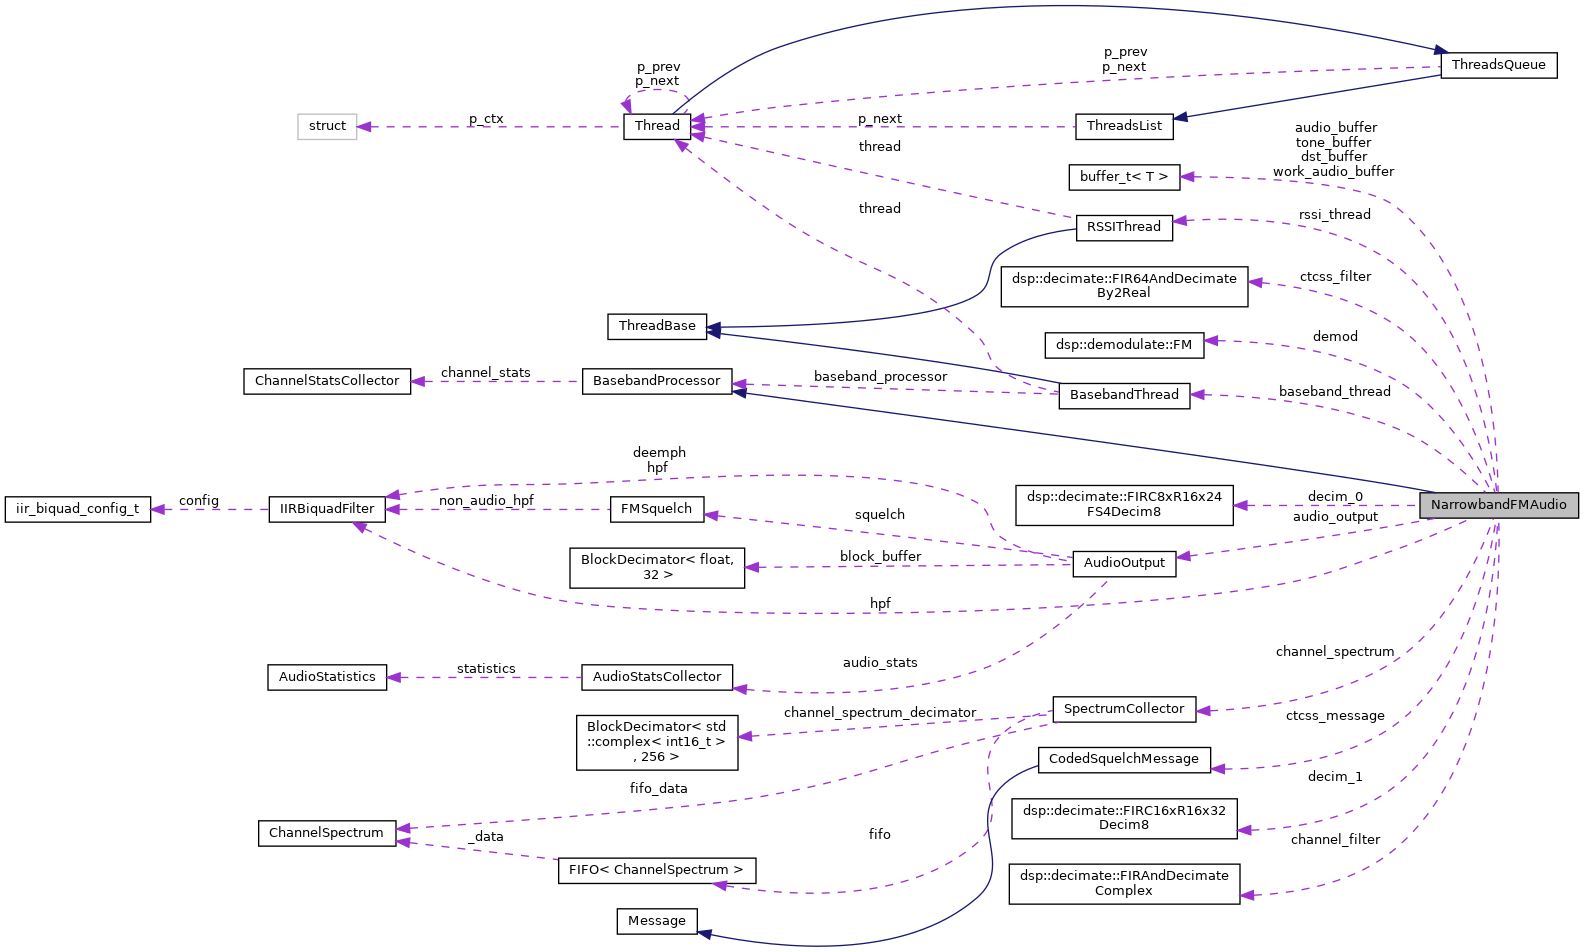 p_prev
p_next
ThreadsQueue
p_prev
p_next
struct
p_ctx
Thread
p_next
ThreadsList
audio_buffer
tone_buffer
dst_buffer
work_audio_buffer
thread
buffer_t< T >
thread
RSSIThread
rssi_thread
dsp::decimate::FIR64AndDecimate
By2Real
ctcss_filter
ThreadBase
dsp::demodulate::FM
demod
ChannelStatsCollector
channel_stats
BasebandProcessor
baseband_processor
BasebandThread
baseband_thread
deemph
hpf
iir_biquad_config_t
config
IIRBiquadFilter
non_audio_hpf
FMSquelch
squelch
dsp::decimate::FIRC8xR16x24
FS4Decim8
decim_0
NarrowbandFMAudio
audio_output
BlockDecimator< float,
32 >
block_buffer
AudioOutput
hpf
AudioStatistics
statistics
AudioStatsCollector
audio_stats
channel_spectrum
BlockDecimator< std
::complex< int16_t >
, 256 >
channel_spectrum_decimator
SpectrumCollector
ctcss_message
CodedSquelchMessage
decim_1
fifo_data
dsp::decimate::FIRC16xR16x32
Decim8
ChannelSpectrum
_data
fifo
channel_filter
FIFO< ChannelSpectrum >
dsp::decimate::FIRAndDecimate
Complex
Message